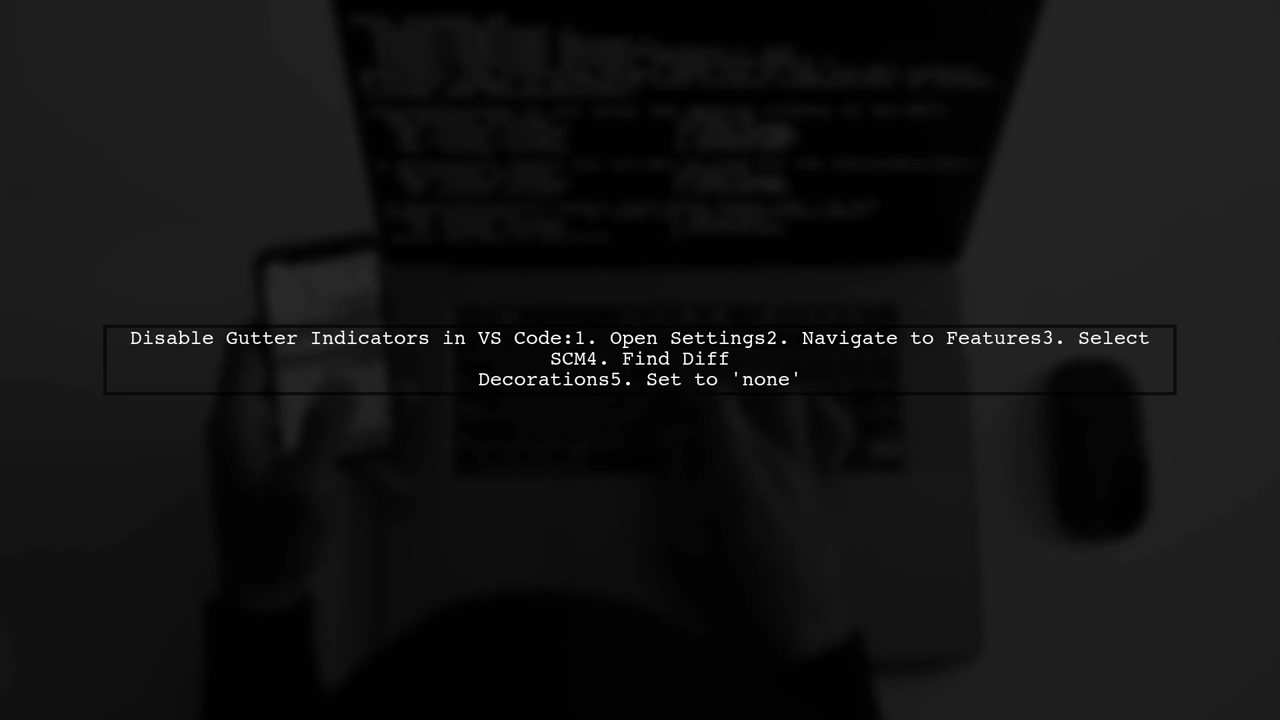 Disable Gutter Indicators in VS Code:1. Open Settings2. Navigate to Features3. Select
SCM4. Find Diff
Decorations5. Set to 'none'